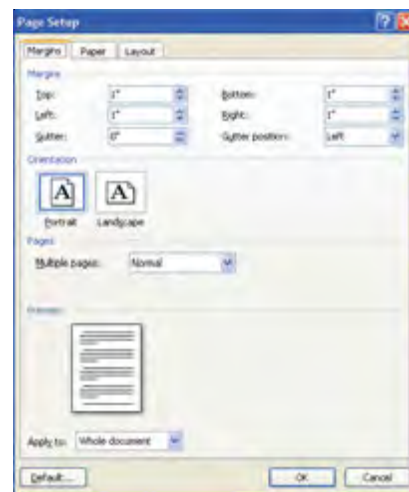 Page Setup
Margins Paper Layout
Margins
Top: 1" Bottom: 1"
Left: 1" Right: 1"
Gutter: 0" Gutter position: Left
Orientation
A A
Portrait Landscape
Pages
Multiple pages: Normal
Preview
Apply to: Whole document
Default... OK Cancel